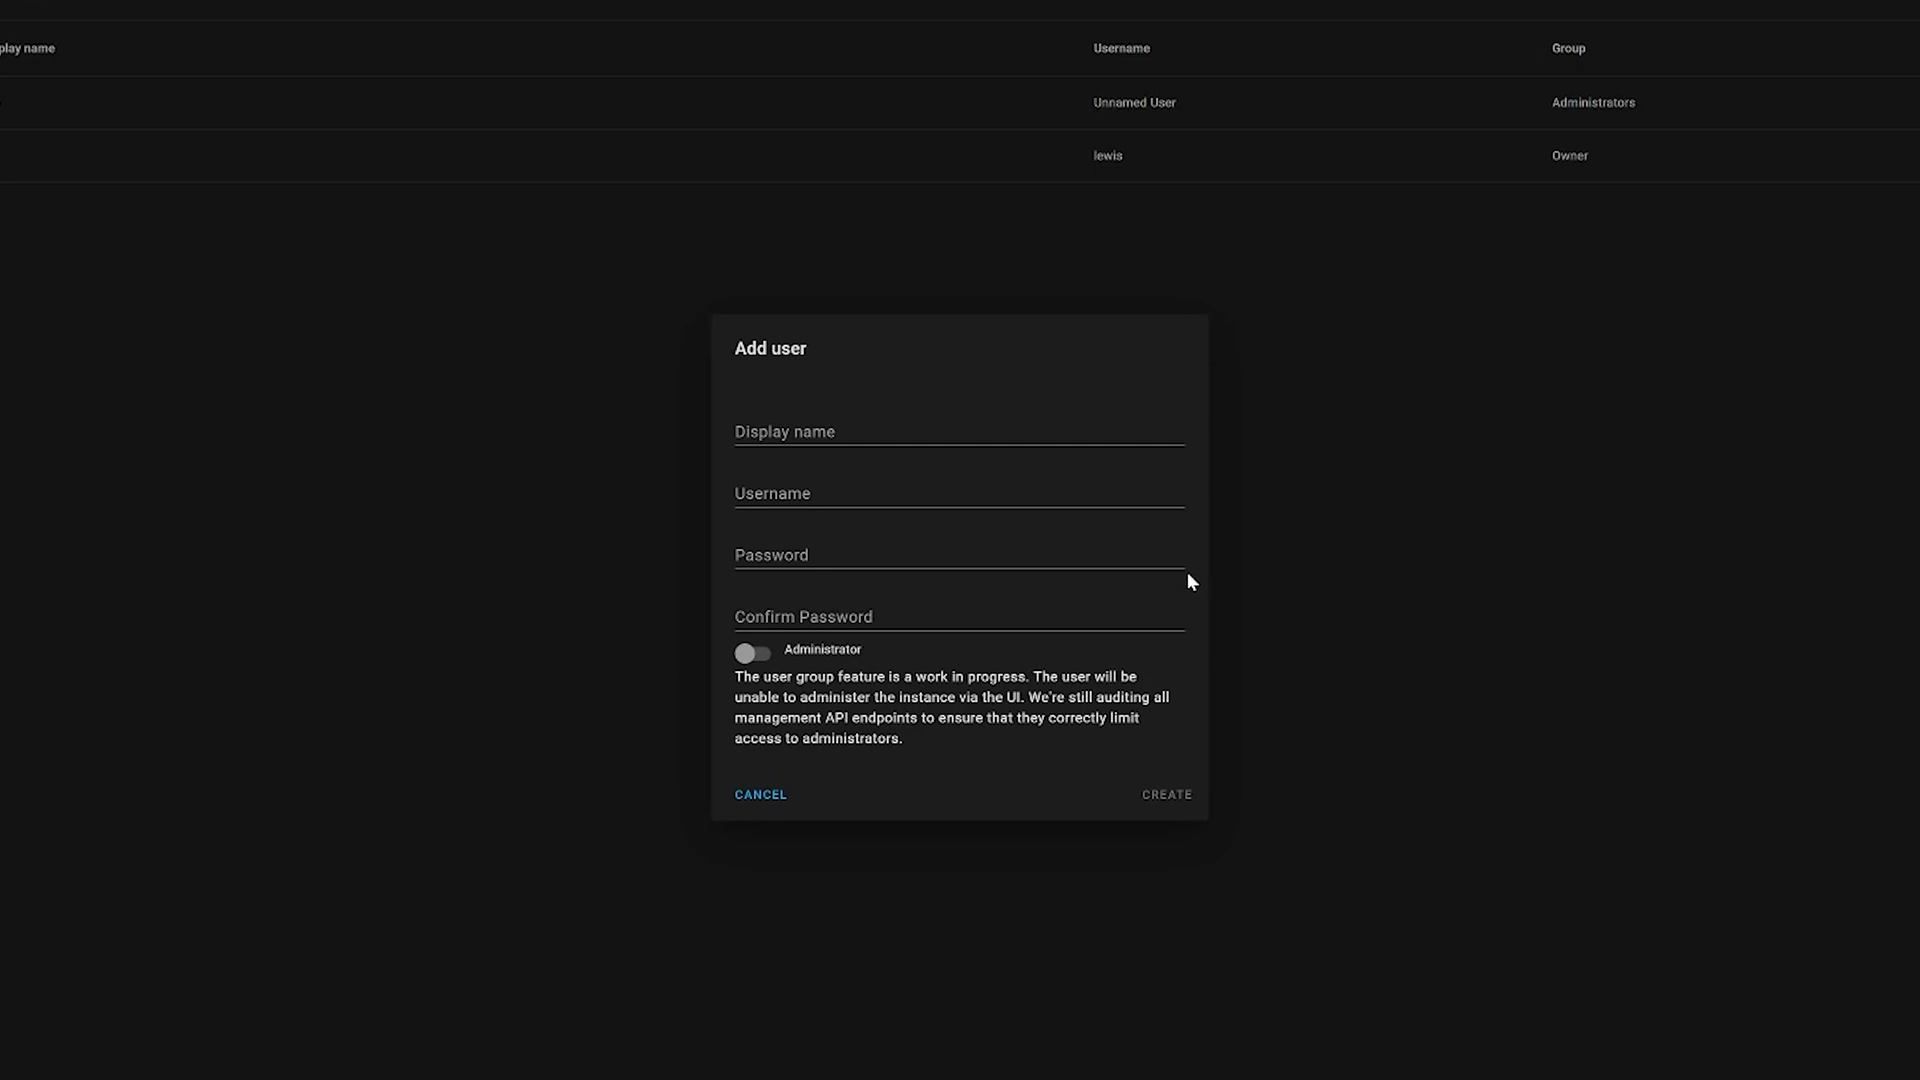 play name Username Group
Unnamed User Administrators
lewis Owner
Add user
Display name
Username
Password
Confirm Password
Administrator
The user group feature is a work in progress. The user will be
unable to administer the instance via the UI. We're still auditing all
management API endpoints to ensure that they correctly limit
access to administrators.
CANCEL CREATE